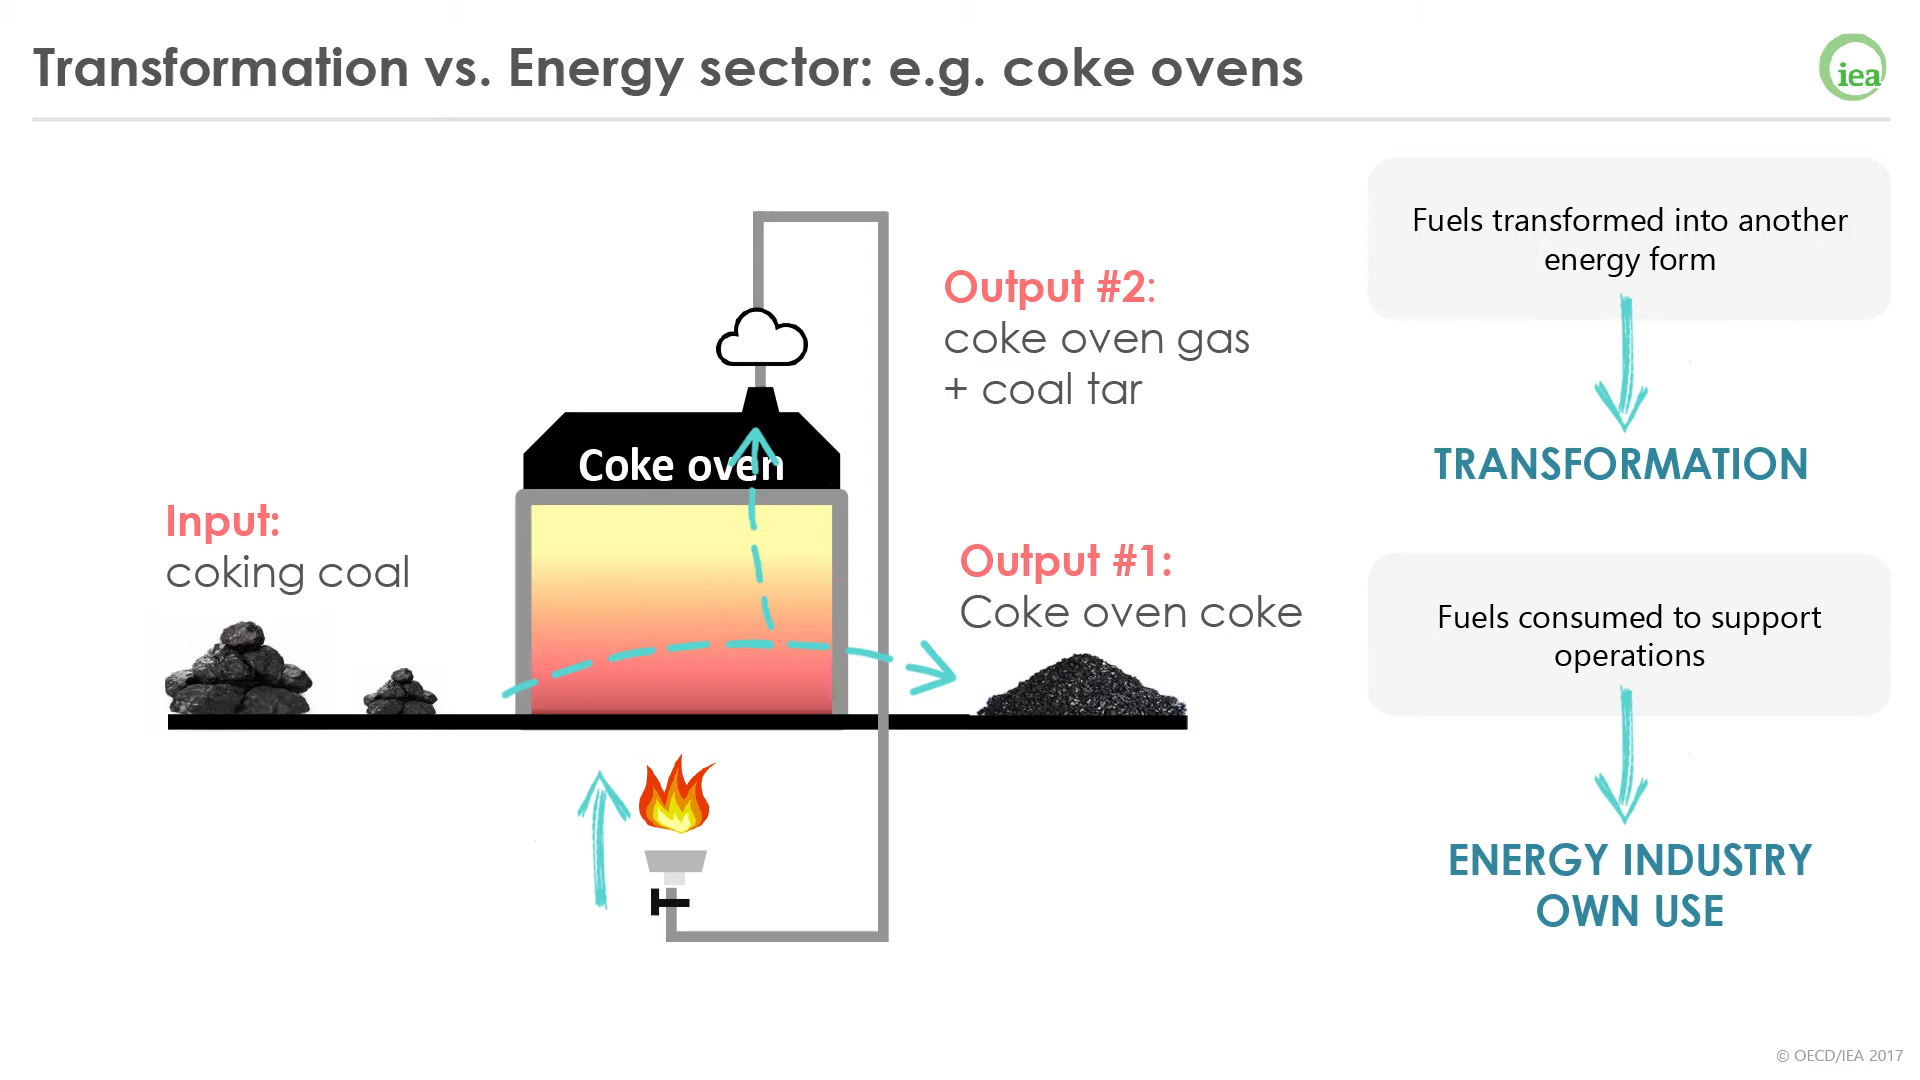 Transformation vs. Energy sector: e.g. coke ovens
iea
Input:
coking coal
Coke oven
Output #2:
coke oven gas
+ coal tar
Output #1:
Coke oven coke
Fuels transformed into another
energy form
TRANSFORMATION
Fuels consumed to support
operations
ENERGY INDUSTRY
OWN USE
© OECD/IEA 2017